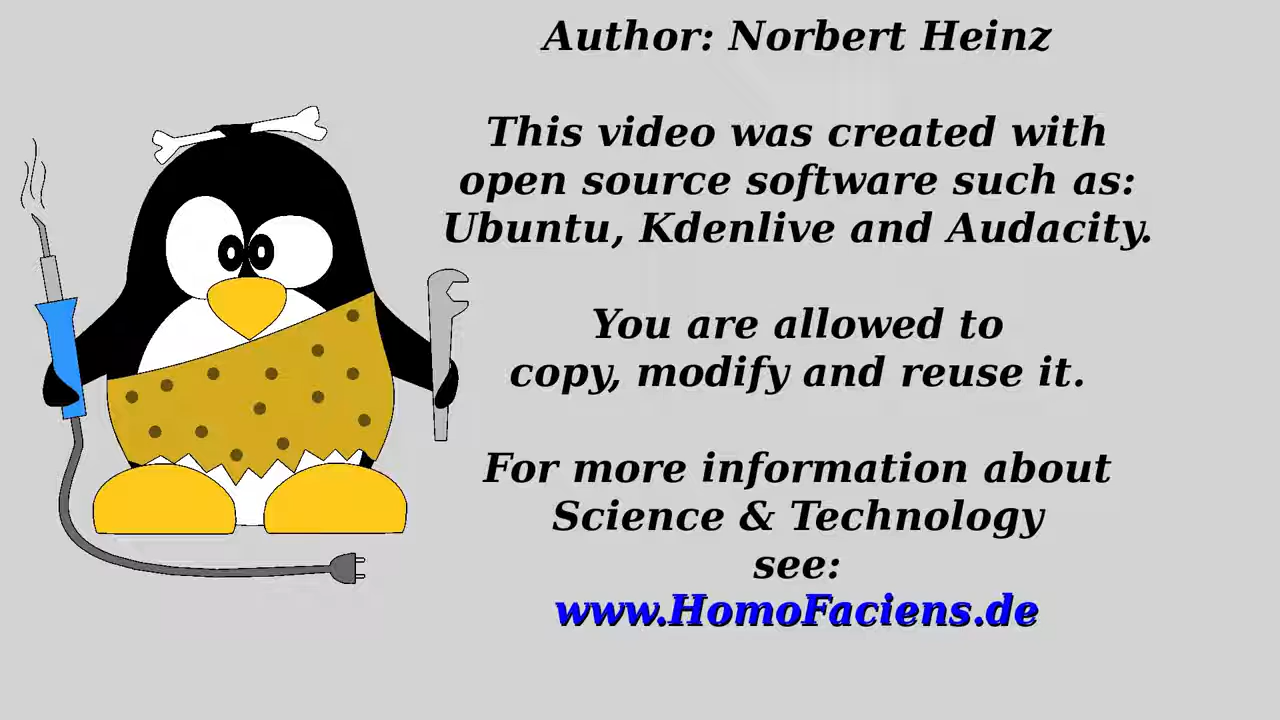 Author: Norbert Heinz
This video was created with
open source software such as:
Ubuntu, Kdenlive and Audacity.
You are allowed to
copy, modify and reuse it.
For more information about
Science & Technology
see:
www.HomoFaciens.de